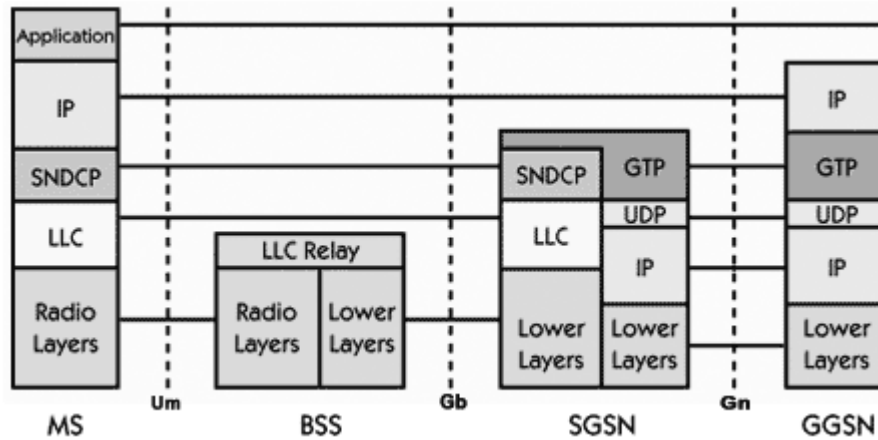 Application
IP
SNDCP
LLC
Radio
Layers
LLC Relay
Radio
Layers
Lower
Layers
SNDCP
GTP
LLC
UDP
IP
Lower
Layers
Lower
Layers
IP
GTP
UDP
IP
Lower
Layers
Um
Gb
Gn
MS
BSS
SGSN
GGSN